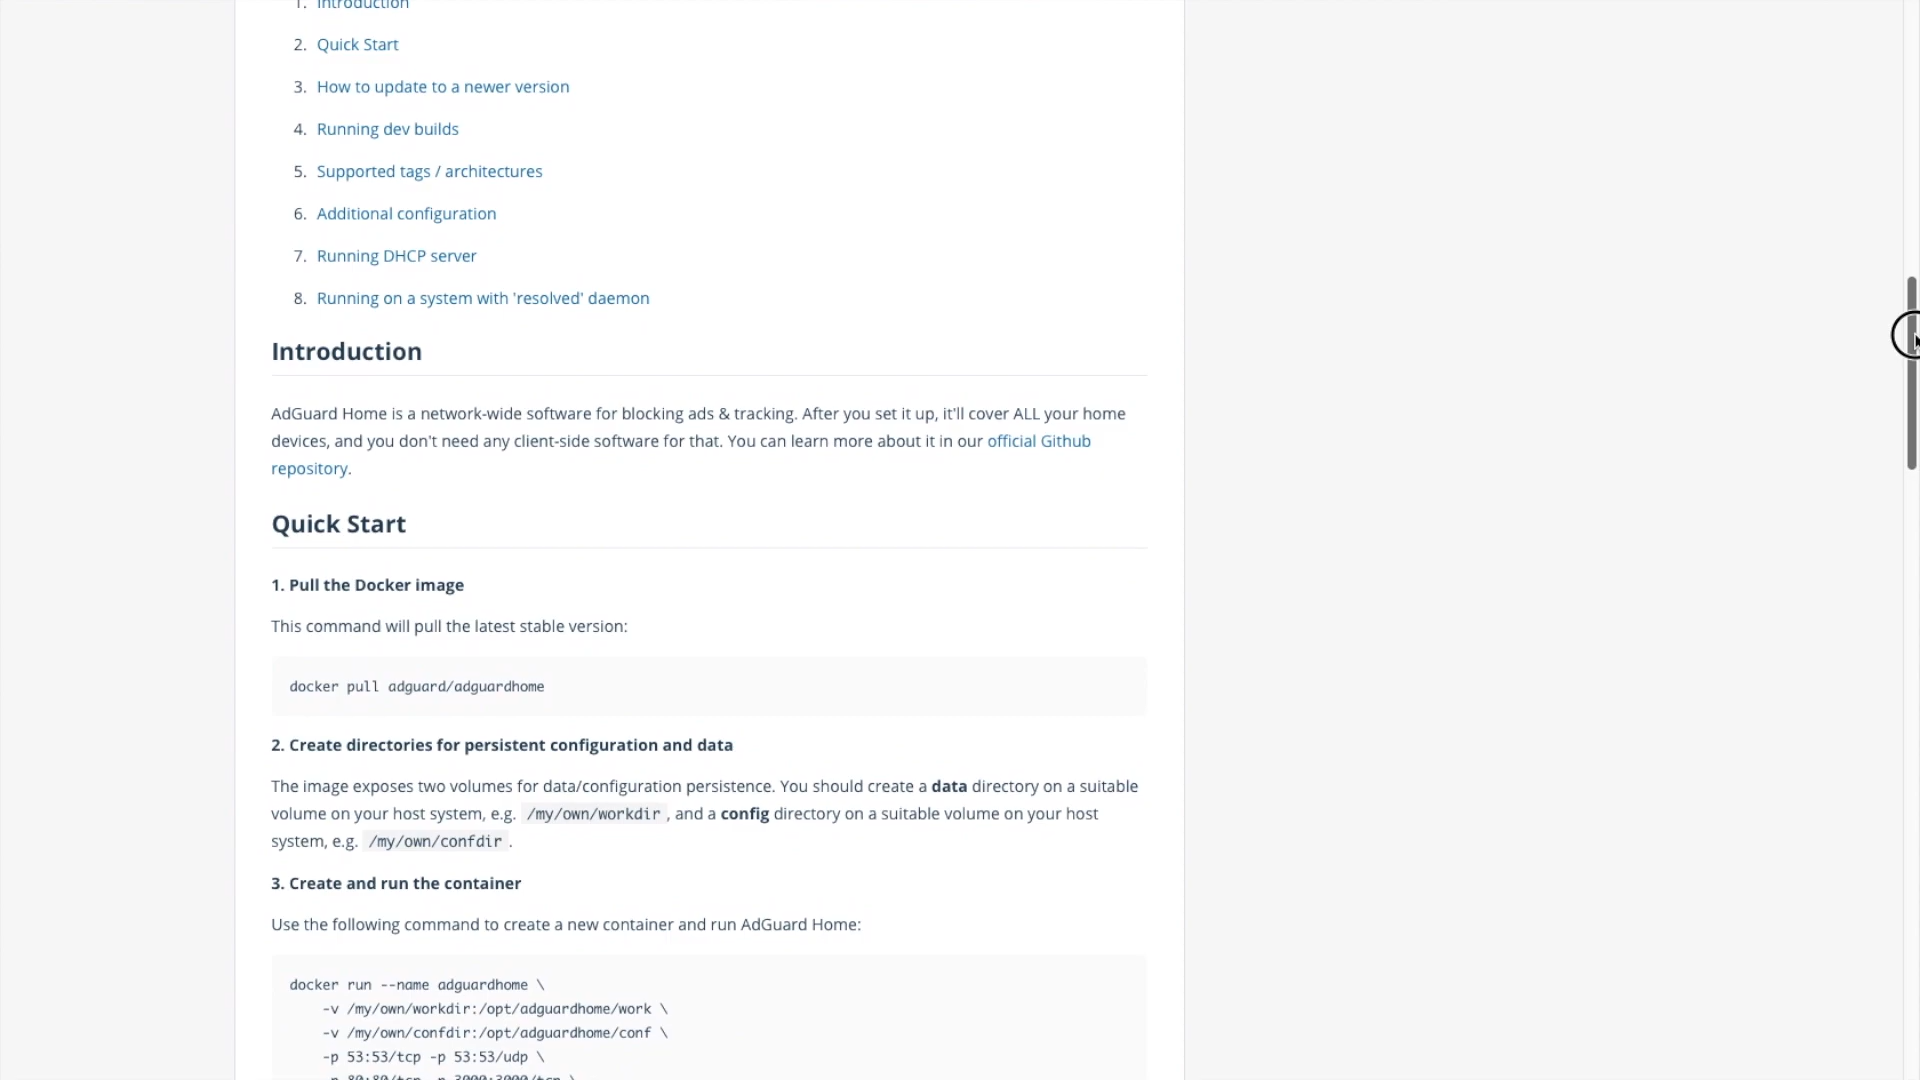 1. Introduction
2. Quick Start
3. How to update to a newer version
4. Running dev builds
5. Supported tags / architectures
6. Additional configuration
7. Running DHCP server
8. Running on a system with 'resolved' daemon
Introduction
AdGuard Home is a network-wide software for blocking ads & tracking. After you set it up, it'll cover ALL your home
devices, and you don't need any client-side software for that. You can learn more about it in our official Github
repository.
Quick Start
1. Pull the Docker image
This command will pull the latest stable version:
docker pull adguard/adguardhome
2. Create directories for persistent configuration and data
The image exposes two volumes for data/configuration persistence. You should create a data directory on a suitable
volume on your host system, e.g. /my/own/workdir , and a config directory on a suitable volume on your host
system, e.g. /my/own/confdir .
3. Create and run the container
Use the following command to create a new container and run AdGuard Home:
docker run --name adguardhome \
-v /my/own/workdir:/opt/adguardhome/work \
-v /my/own/confdir:/opt/adguardhome/conf \
-p 53:53/tcp -p 53:53/udp \
-p 80:80/tcp -p 3000:3000/tcp \